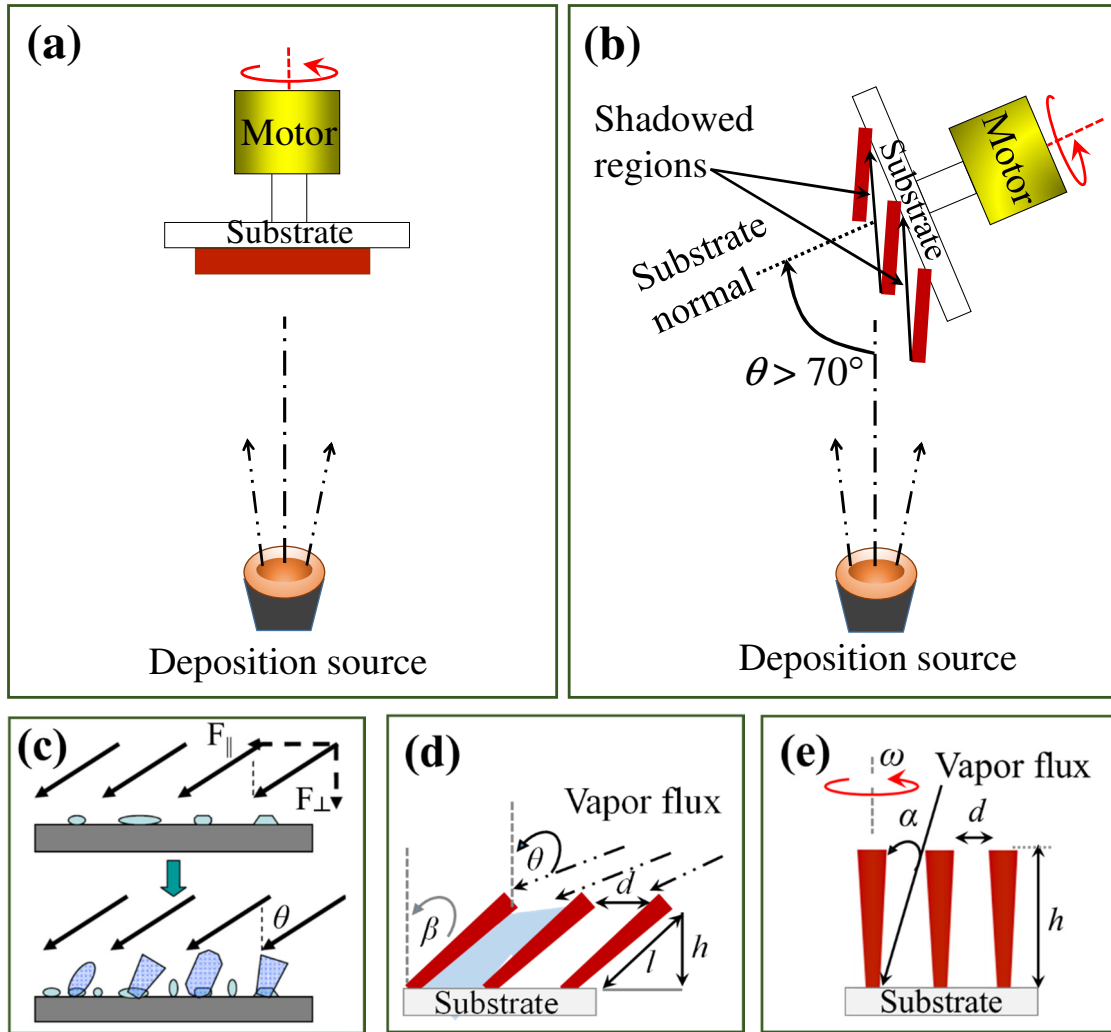 (a)
Motor
Substrate
Deposition source
(b)
Shadowed
regions
Motor
Substrate
Substrate
normal
θ > 70°
Deposition source
(c)
F∥
F⊥
θ
(d)
Vapor flux
θ
d
β
l
h
Substrate
(e)
ω
Vapor flux
α
d
h
Substrate